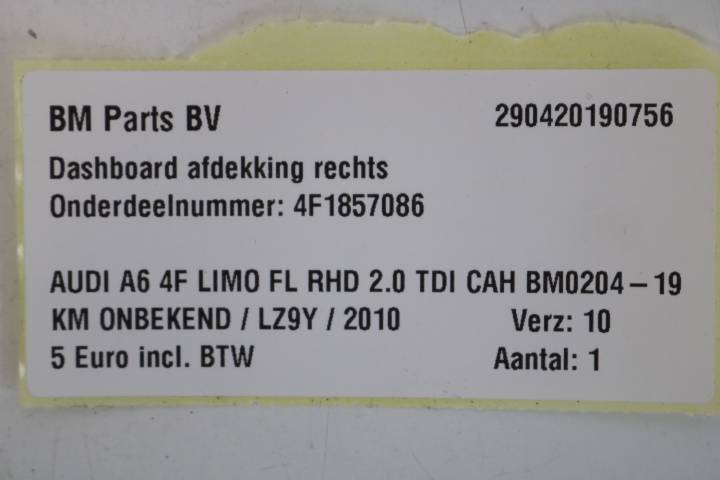 BM Parts BV 290420190756
Dashboard afdekking rechts
Onderdeelnummer: 4F1857086
AUDI A6 4F LIMO FL RHD 2.0 TDI CAH BM0204-19
KM ONBEKEND / LZ9Y / 2010 Verz: 10
5 Euro incl. BTW Aantal: 1